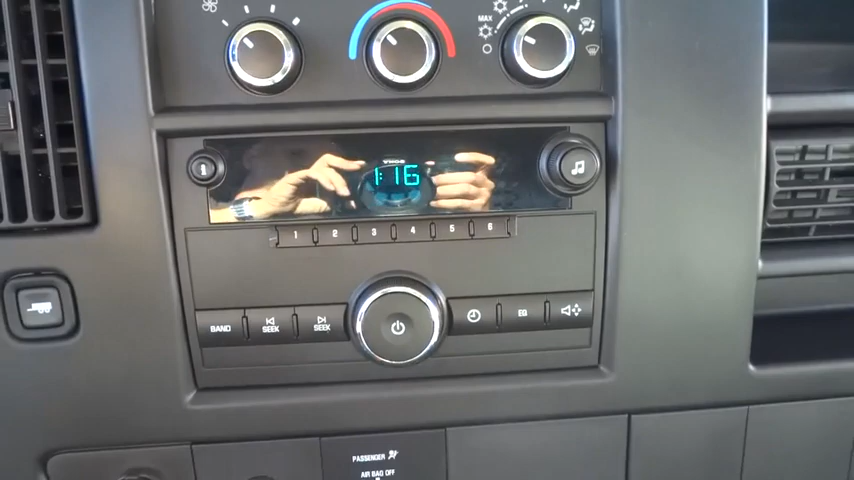 MAX
1:16
1 2 3 4 5 6
BAND SEEK SEEK EQ
PASSENGER
AIR BAG OFF